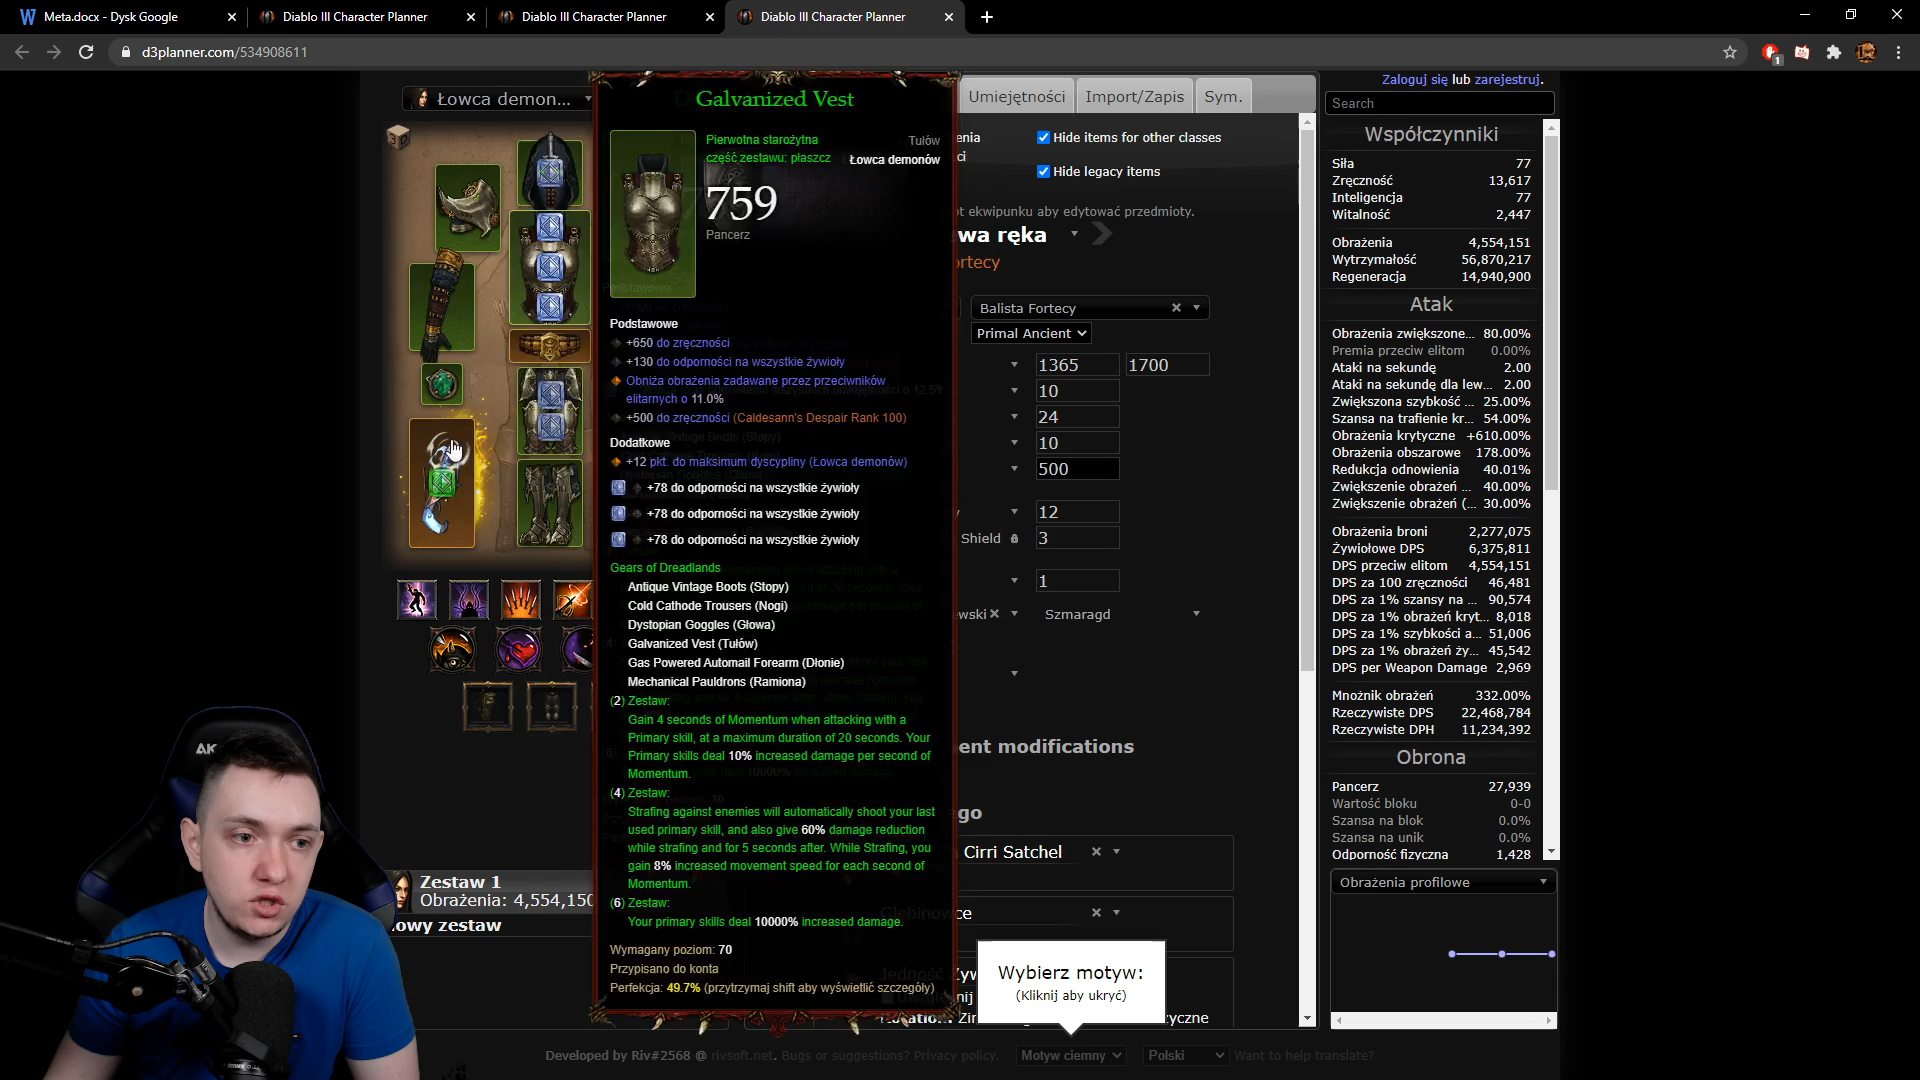 Meta.docx - Dysk Google
Diablo III Character Planner
Diablo III Character Planner
Diablo III Character Planner
d3planner.com/534908611
1
Łowca demon...
Galvanized Vest
Pierwotna starożytna
część zestawu: płaszcz
Tułów
Łowca demonów
759
Pancerz
Podstawowe
+650 do zręczności
+130 do odporności na wszystkie żywioły
Obniża obrażenia zadawane przez przeciwników
elitarnych o 11.0%
+500 do zręczności (Caldesann's Despair Rank 100)
Dodatkowe
+12 pkt. do maksimum dyscypliny (Łowca demonów)
+78 do odporności na wszystkie żywioły
+78 do odporności na wszystkie żywioły
+78 do odporności na wszystkie żywioły
Gears of Dreadlands
Antique Vintage Boots (Stopy)
Cold Cathode Trousers (Nogi)
Dystopian Goggles (Głowa)
Galvanized Vest (Tułów)
Gas Powered Automail Forearm (Dłonie)
Mechanical Pauldrons (Ramiona)
(2) Zestaw:
Gain 4 seconds of Momentum when attacking with a
Primary skill, at a maximum duration of 20 seconds. Your
Primary skills deal 10% increased damage per second of
Momentum.
(4) Zestaw:
Strafing against enemies will automatically shoot your last
used primary skill, and also give 60% damage reduction
while strafing and for 5 seconds after. While Strafing, you
gain 8% increased movement speed for each second of
Momentum.
(6) Zestaw:
Your primary skills deal 10000% increased damage.
Wymagany poziom: 70
Przypisano do konta
Perfekcja: 49.7% (przytrzymaj shift aby wyświetlić szczegóły)
Umiejętności
Import/Zapis
Sym.
Hide items for other classes
Hide legacy items
ot ekwipunku aby edytować przedmioty.
wa ręka
ortecy
Balista Fortecy
Primal Ancient
1365
1700
10
24
10
500
12
Shield
3
1
wski
Szmaragd
ent modifications
go
Cirri Satchel
Wybierz motyw:
(Kliknij aby ukryć)
Zaloguj się lub zarejestruj.
Search
Współczynniki
Siła 77
Zręczność 13,617
Inteligencja 77
Witalność 2,447
Obrażenia 4,554,151
Wytrzymałość 56,870,217
Regeneracja 14,940,900
Atak
Obrażenia zwiększone... 80.00%
Premia przeciw elitom 0.00%
Ataki na sekundę 2.00
Ataki na sekundę dla lew... 2.00
Zwiększona szybkość ... 25.00%
Szansa na trafienie kr... 54.00%
Obrażenia krytyczne +610.00%
Obrażenia obszarowe 178.00%
Redukcja odnowienia 40.01%
Zwiększenie obrażeń ... 40.00%
Zwiększenie obrażeń (... 30.00%
Obrażenia broni 2,277,075
Żywiołowe DPS 6,375,811
DPS przeciw elitom 4,554,151
DPS za 100 zręczności 46,481
DPS za 1% szansy na ... 90,574
DPS za 1% obrażeń kryt... 8,018
DPS za 1% szybkości a... 51,006
DPS za 1% obrażeń ży... 45,542
DPS per Weapon Damage 2,969
Mnożnik obrażeń 332.00%
Rzeczywiste DPS 22,468,784
Rzeczywiste DPH 11,234,392
Obrona
Pancerz 27,939
Wartość bloku 0-0
Szansa na blok 0.0%
Szansa na unik 0.0%
Odporność fizyczna 1,428
Obrażenia profilowe
Zestaw 1
Obrażenia: 4,554,150
owy zestaw
AK
Developed by Riv#2568 @ rivsoft.net. Bugs or suggestions? Privacy policy.
Motyw ciemny
Polski
Want to help translate?